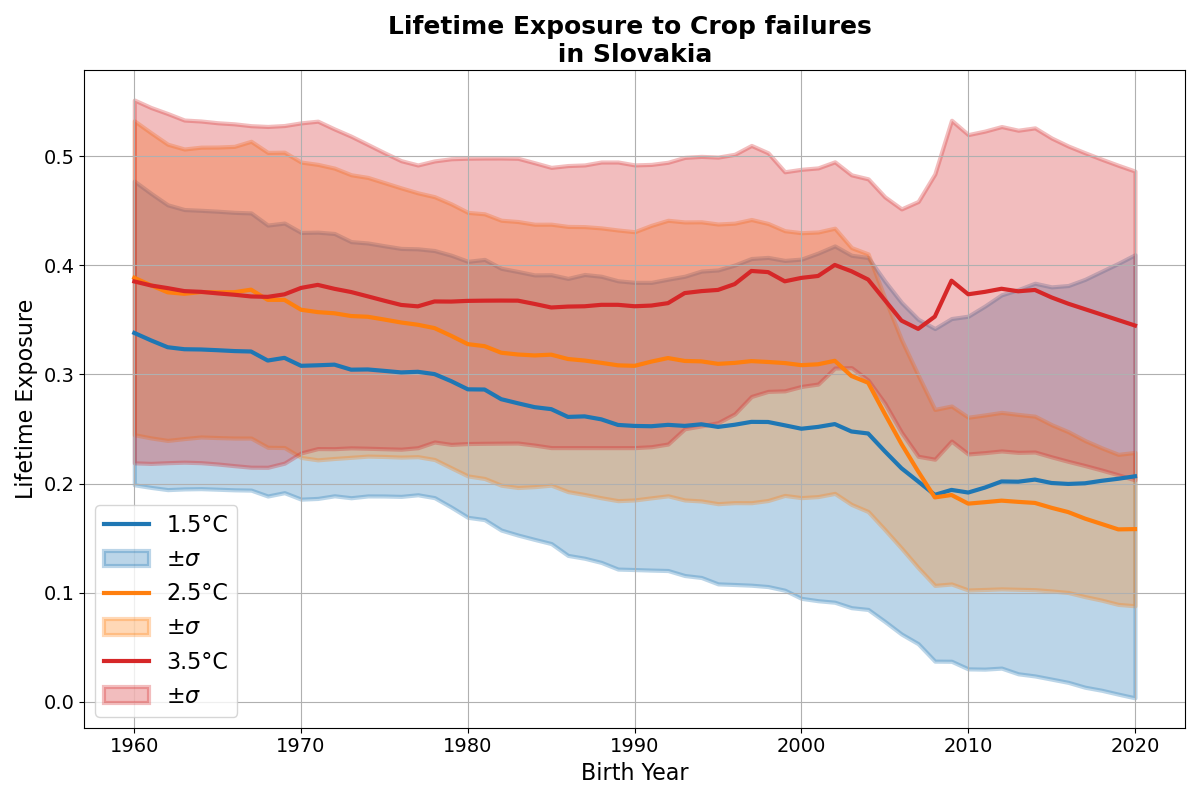 Lifetime Exposure to Crop failures
in Slovakia
Lifetime Exposure
0.5
0.4
0.3
0.2
0.1
0.0
1.5°C
±σ
2.5°C
±σ
3.5°C
±σ
1960 1970 1980 1990 2000 2010 2020
Birth Year